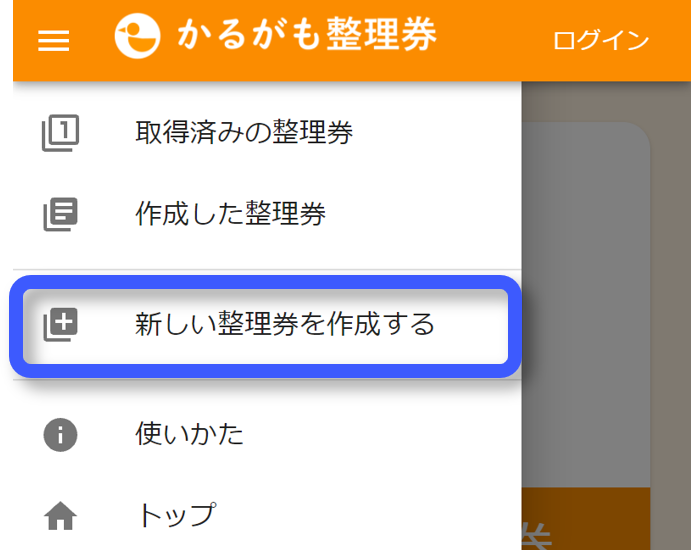 かるがも整理券
ログイン
1
取得済みの整理券
作成した整理券
新しい整理券を作成する
使いかた
トップ
券